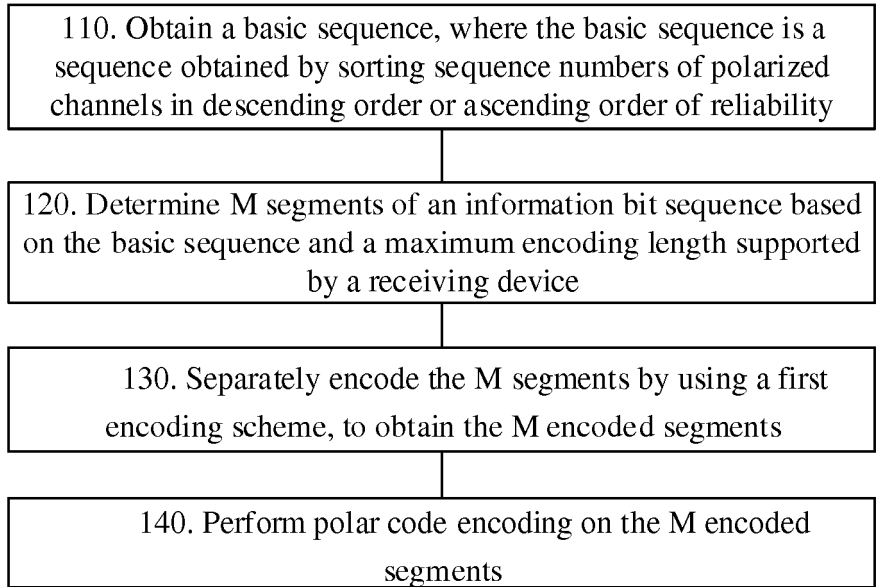 110. Obtain a basic sequence, where the basic sequence is a
sequence obtained by sorting sequence numbers of polarized
channels in descending order or ascending order of reliability
120. Determine M segments of an information bit sequence based
on the basic sequence and a maximum encoding length supported
by a receiving device
130. Separately encode the M segments by using a first
encoding scheme, to obtain the M encoded segments
140. Perform polar code encoding on the M encoded
segments